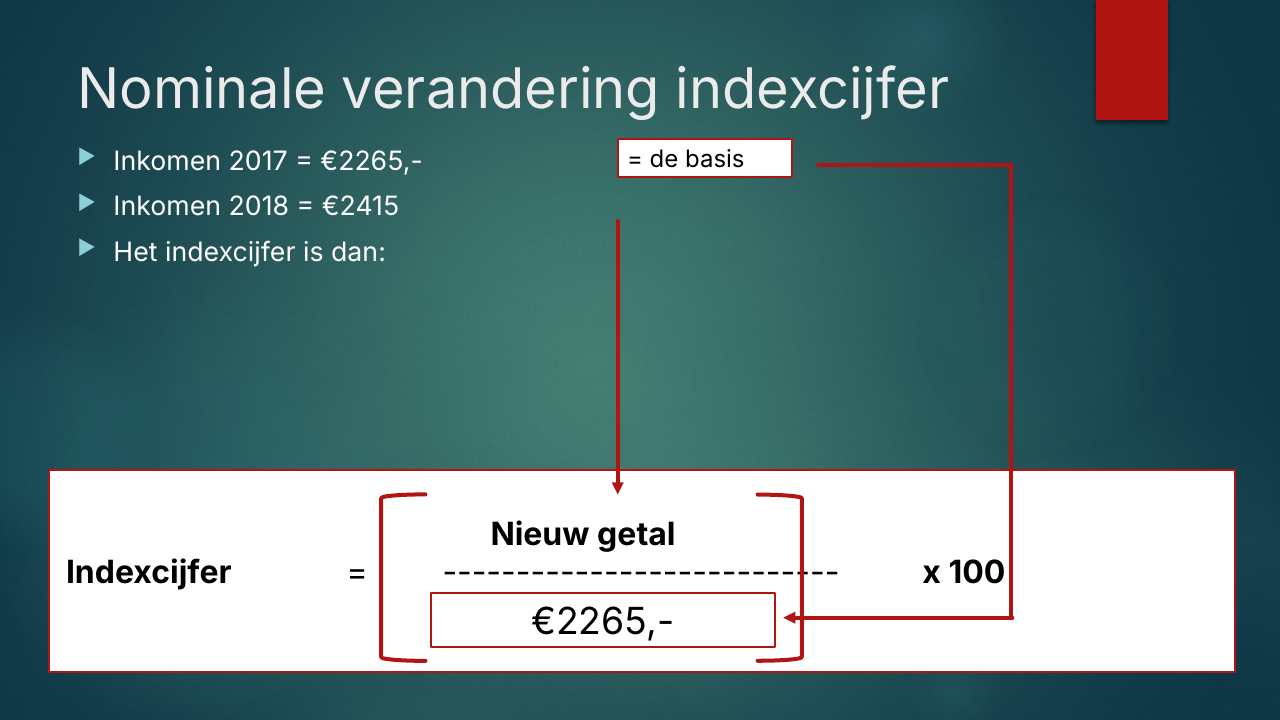 Nominale verandering indexcijfer
Inkomen 2017 = €2265,-
= de basis
Inkomen 2018 = €2415
Het indexcijfer is dan:
Nieuw getal
Indexcijfer = --------------------------- x 100
€2265,-